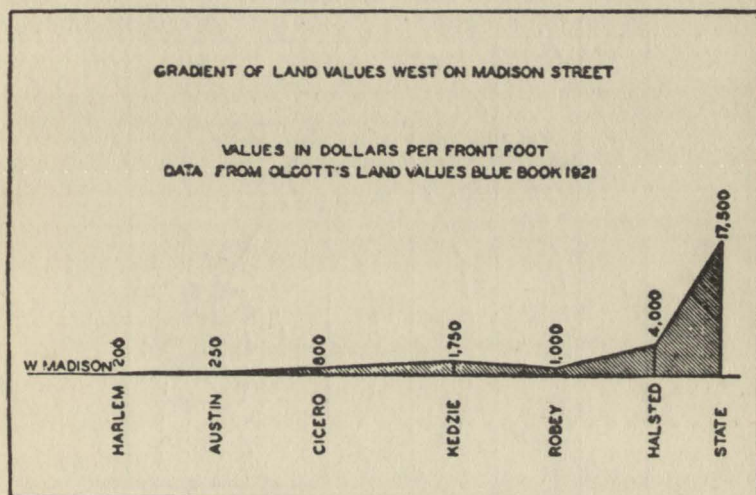 GRADIENT OF LAND VALUES WEST ON MADISON STREET
VALUES IN DOLLARS PER FRONT FOOT
DATA FROM OLCOTT'S LAND VALUES BLUE BOOK 1921
W MADISON 200 250 800 1,750 1,000 4,000 17,500
HARLEM AUSTIN CICERO KEDZIE ROBEY HALSTED STATE